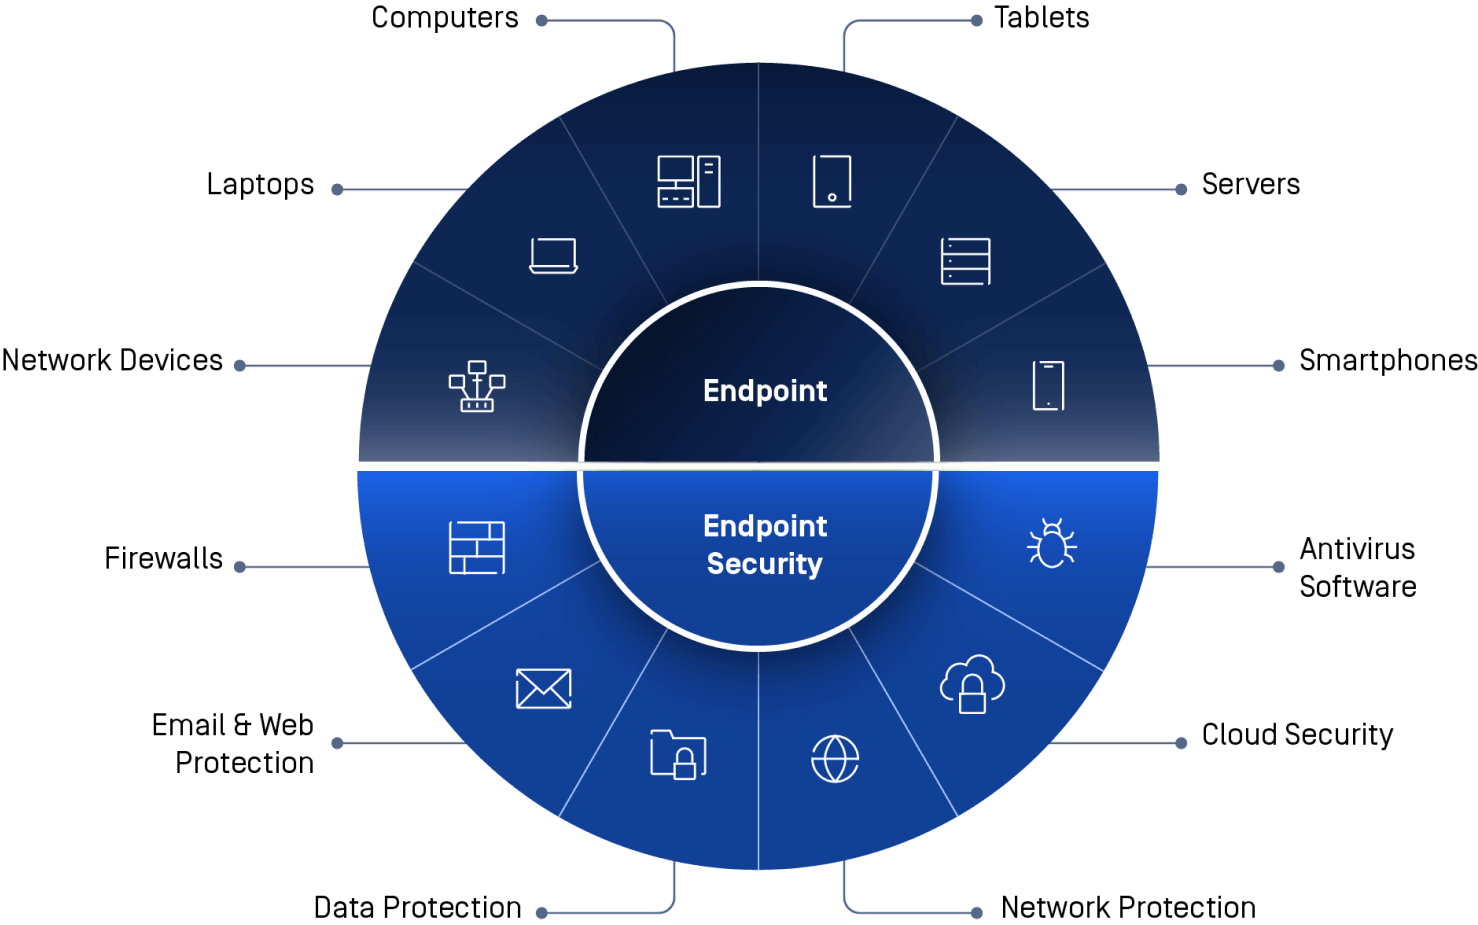 Computers
Tablets
Laptops
Servers
Network Devices
Smartphones
Endpoint
Endpoint
Security
Firewalls
Antivirus
Software
Email & Web
Protection
Cloud Security
Data Protection
Network Protection